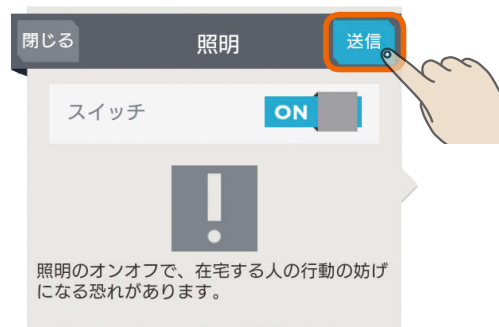 閉じる 照明 送信
スイッチ ON
照明のオンオフで、在宅する人の行動の妨げ
になる恐れがあります。